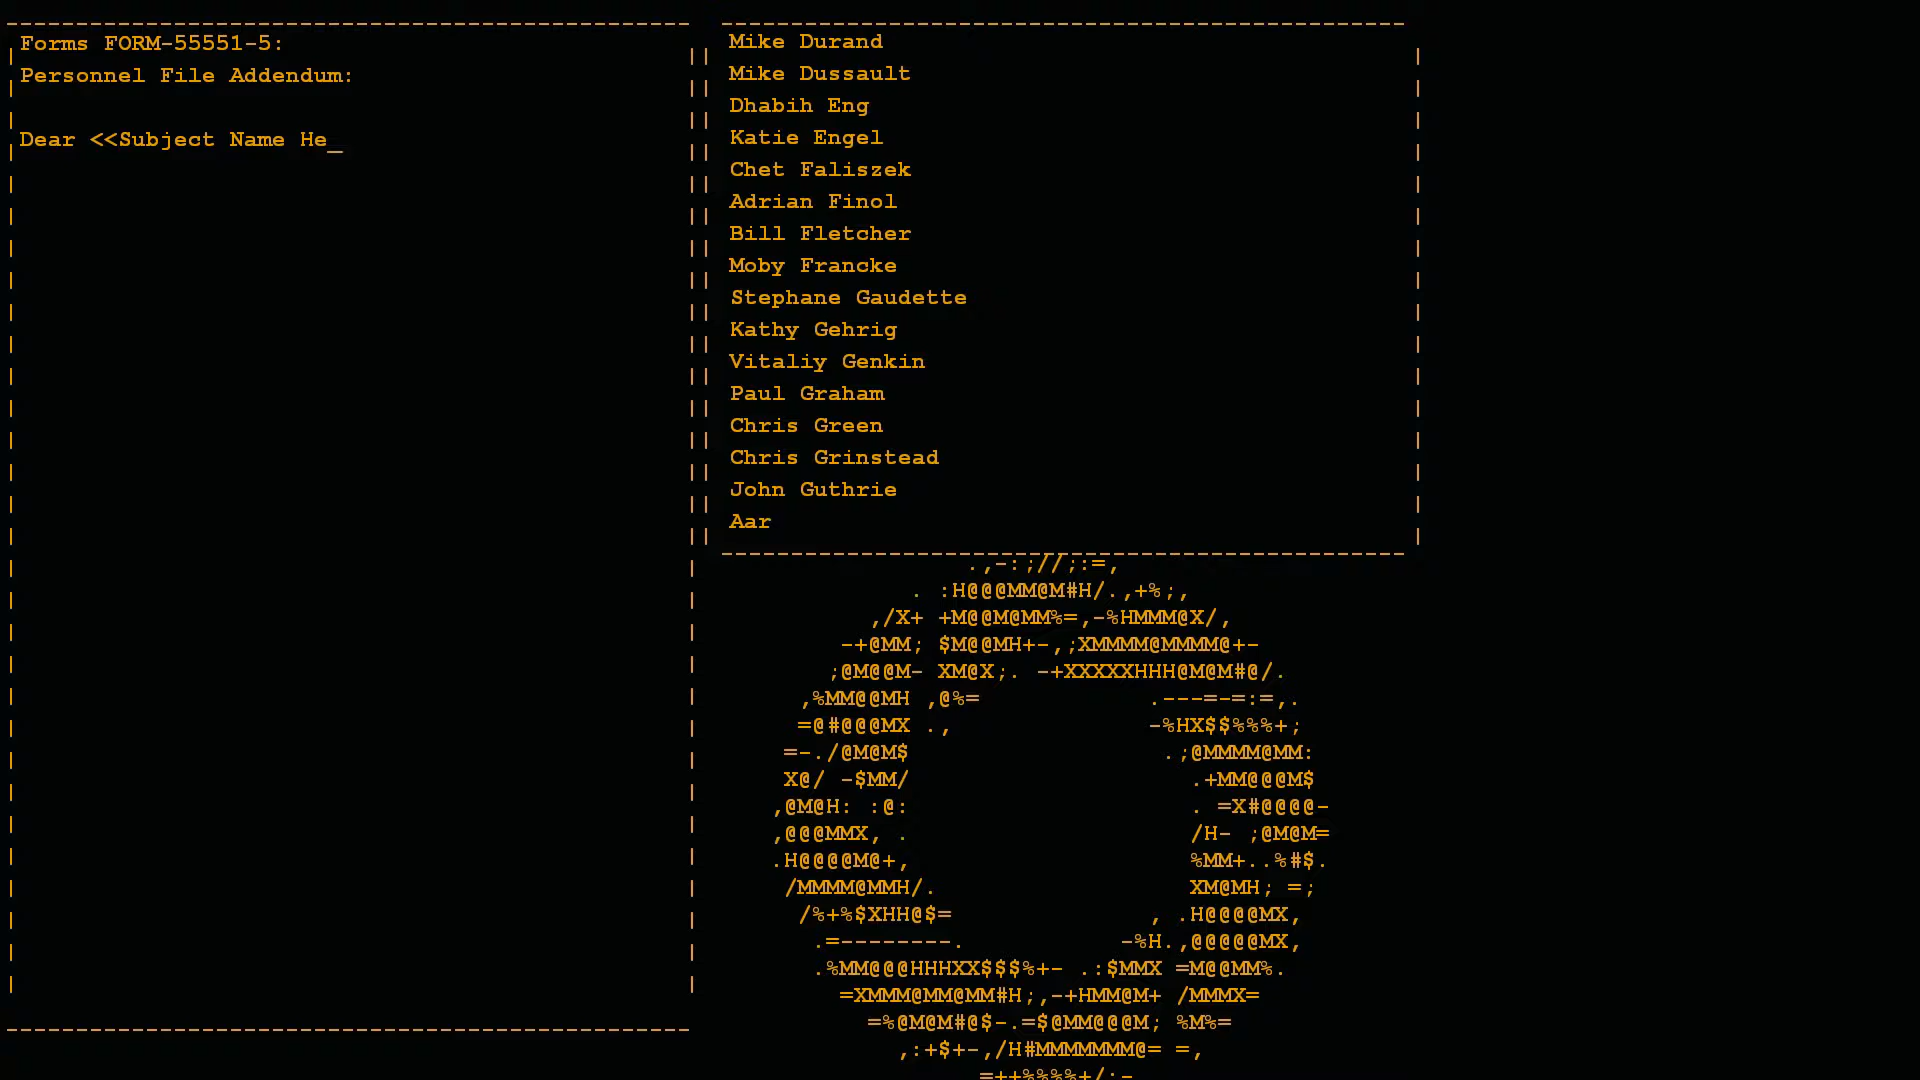 Forms FORM-55551-5:
Personnel File Addendum:
Dear <<Subject Name He_
Mike Durand
Mike Dussault
Dhabih Eng
Katie Engel
Chet Faliszek
Adrian Finol
Bill Fletcher
Moby Francke
Stephane Gaudette
Kathy Gehrig
Vitaliy Genkin
Paul Graham
Chris Green
Chris Grinstead
John Guthrie
Aar